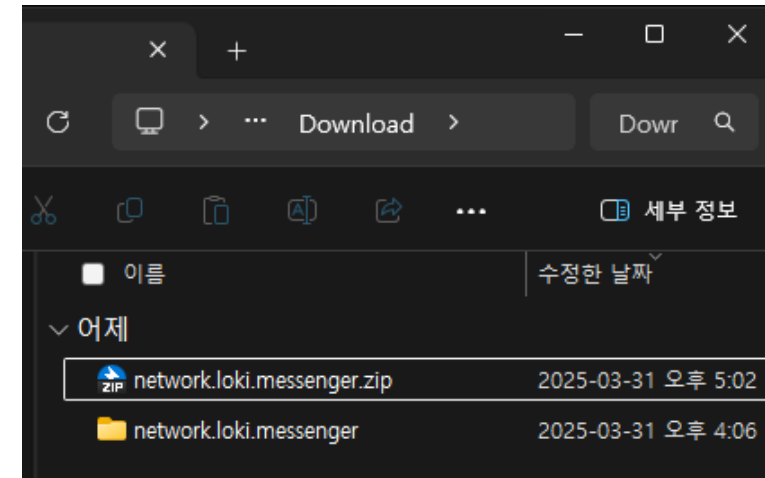 Download
Dowr
세부 정보
이름 수정한 날짜
어제
ZIP network.loki.messenger.zip 2025-03-31 오후 5:02
network.loki.messenger 2025-03-31 오후 4:06